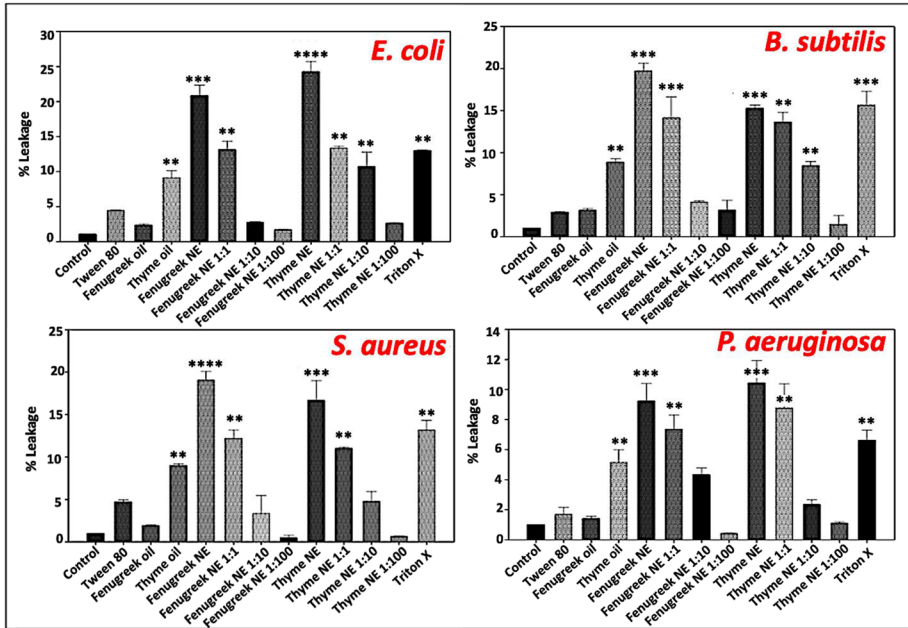 E. coli
% Leakage
30
25
20
15
10
5
0
**
***
**
****
**
**
**
Control
Tween 80
Fenugreek oil
Thyme oil
Fenugreek NE
Fenugreek NE 1:1
Fenugreek NE 1:10
Fenugreek NE 1:100
Thyme NE
Thyme NE 1:1
Thyme NE 1:10
Thyme NE 1:100
Triton X
B. subtilis
% Leakage
25
20
15
10
5
0
**
***
***
***
**
**
***
Control
Tween 80
Fenugreek oil
Thyme oil
Fenugreek NE
Fenugreek NE 1:1
Fenugreek NE 1:10
Fenugreek NE 1:100
Thyme NE
Thyme NE 1:1
Thyme NE 1:10
Thyme NE 1:100
Triton X
S. aureus
% Leakage
25
20
15
10
5
0
**
****
**
***
**
**
Control
Tween 80
Fenugreek oil
Thyme oil
Fenugreek NE
Fenugreek NE 1:1
Fenugreek NE 1:10
Fenugreek NE 1:100
Thyme NE
Thyme NE 1:1
Thyme NE 1:10
Thyme NE 1:100
Triton X
P. aeruginosa
% Leakage
14
12
10
8
6
4
2
0
**
***
**
***
**
**
Control
Tween 80
Fenugreek oil
Thyme oil
Fenugreek NE
Fenugreek NE 1:1
Fenugreek NE 1:10
Fenugreek NE 1:100
Thyme NE
Thyme NE 1:1
Thyme NE 1:10
Thyme NE 1:100
Triton X